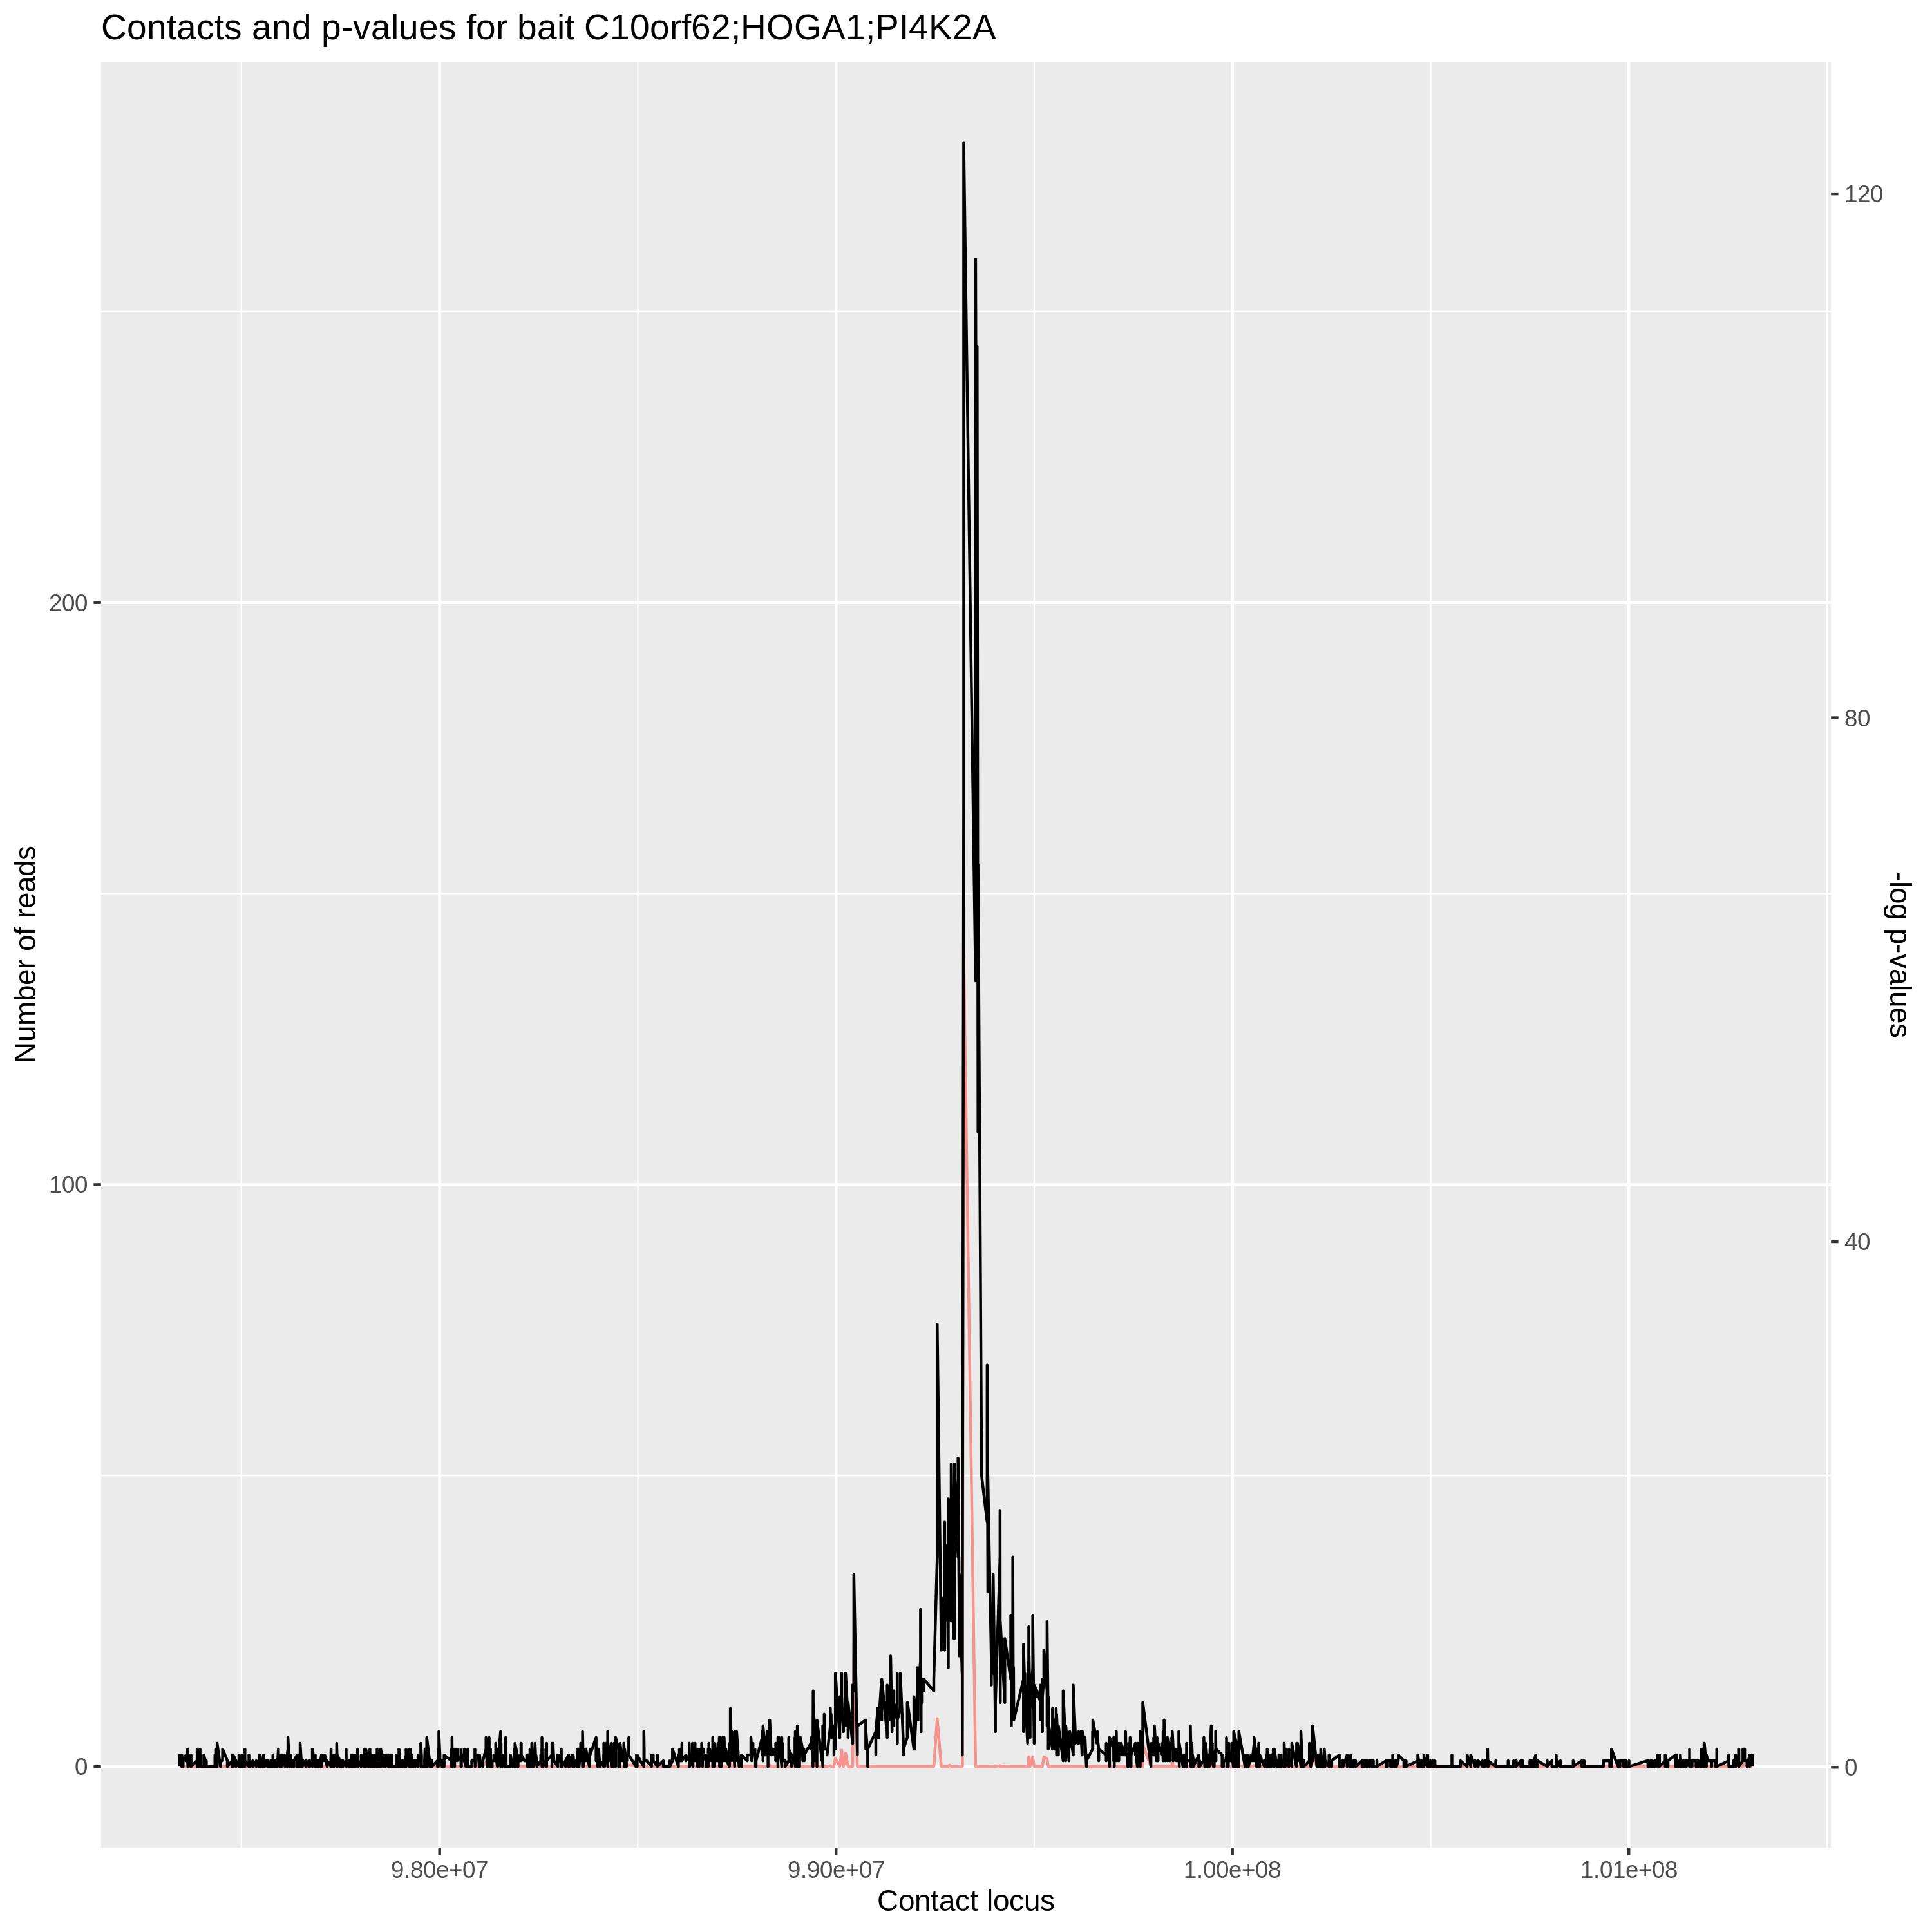 Contacts and p-values for bait C10orf62;HOGA1;PI4K2A
120
200
80
Number of reads
-log p-values
100
40
0
0
9.80e+07
9.90e+07
1.00e+08
1.01e+08
Contact locus